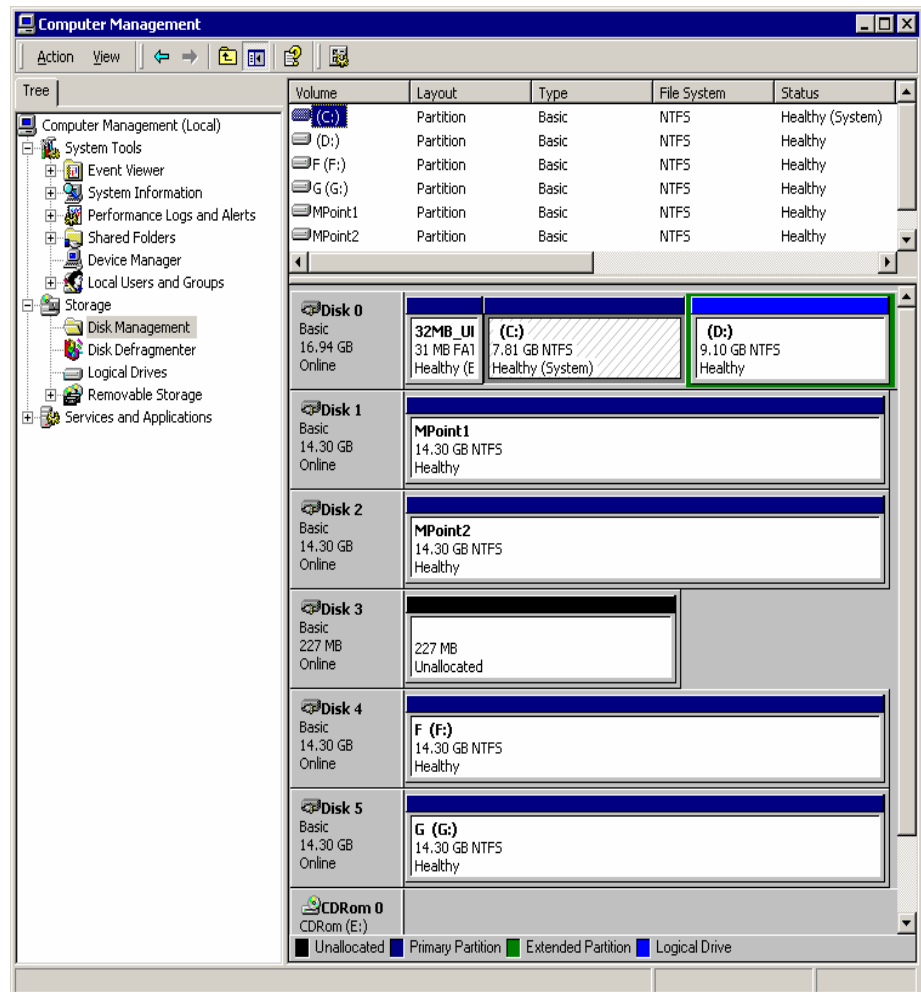 Computer Management
Action View
Tree
Computer Management (Local)
System Tools
Event Viewer
System Information
Performance Logs and Alerts
Shared Folders
Device Manager
Local Users and Groups
Storage
Disk Management
Disk Defragmenter
Logical Drives
Removable Storage
Services and Applications
Volume Layout Type File System Status
(C:) Partition Basic NTFS Healthy (System)
(D:) Partition Basic NTFS Healthy
F (F:) Partition Basic NTFS Healthy
G (G:) Partition Basic NTFS Healthy
MPoint1 Partition Basic NTFS Healthy
MPoint2 Partition Basic NTFS Healthy
Disk 0
Basic
16.94 GB
Online
32MB_UI
31 MB FAT
Healthy (E
(C:)
7.81 GB NTFS
Healthy (System)
(D:)
9.10 GB NTFS
Healthy
Disk 1
Basic
14.30 GB
Online
MPoint1
14.30 GB NTFS
Healthy
Disk 2
Basic
14.30 GB
Online
MPoint2
14.30 GB NTFS
Healthy
Disk 3
Basic
227 MB
Online
227 MB
Unallocated
Disk 4
Basic
14.30 GB
Online
F (F:)
14.30 GB NTFS
Healthy
Disk 5
Basic
14.30 GB
Online
G (G:)
14.30 GB NTFS
Healthy
CDRom 0
CDRom (E:)
Unallocated Primary Partition Extended Partition Logical Drive